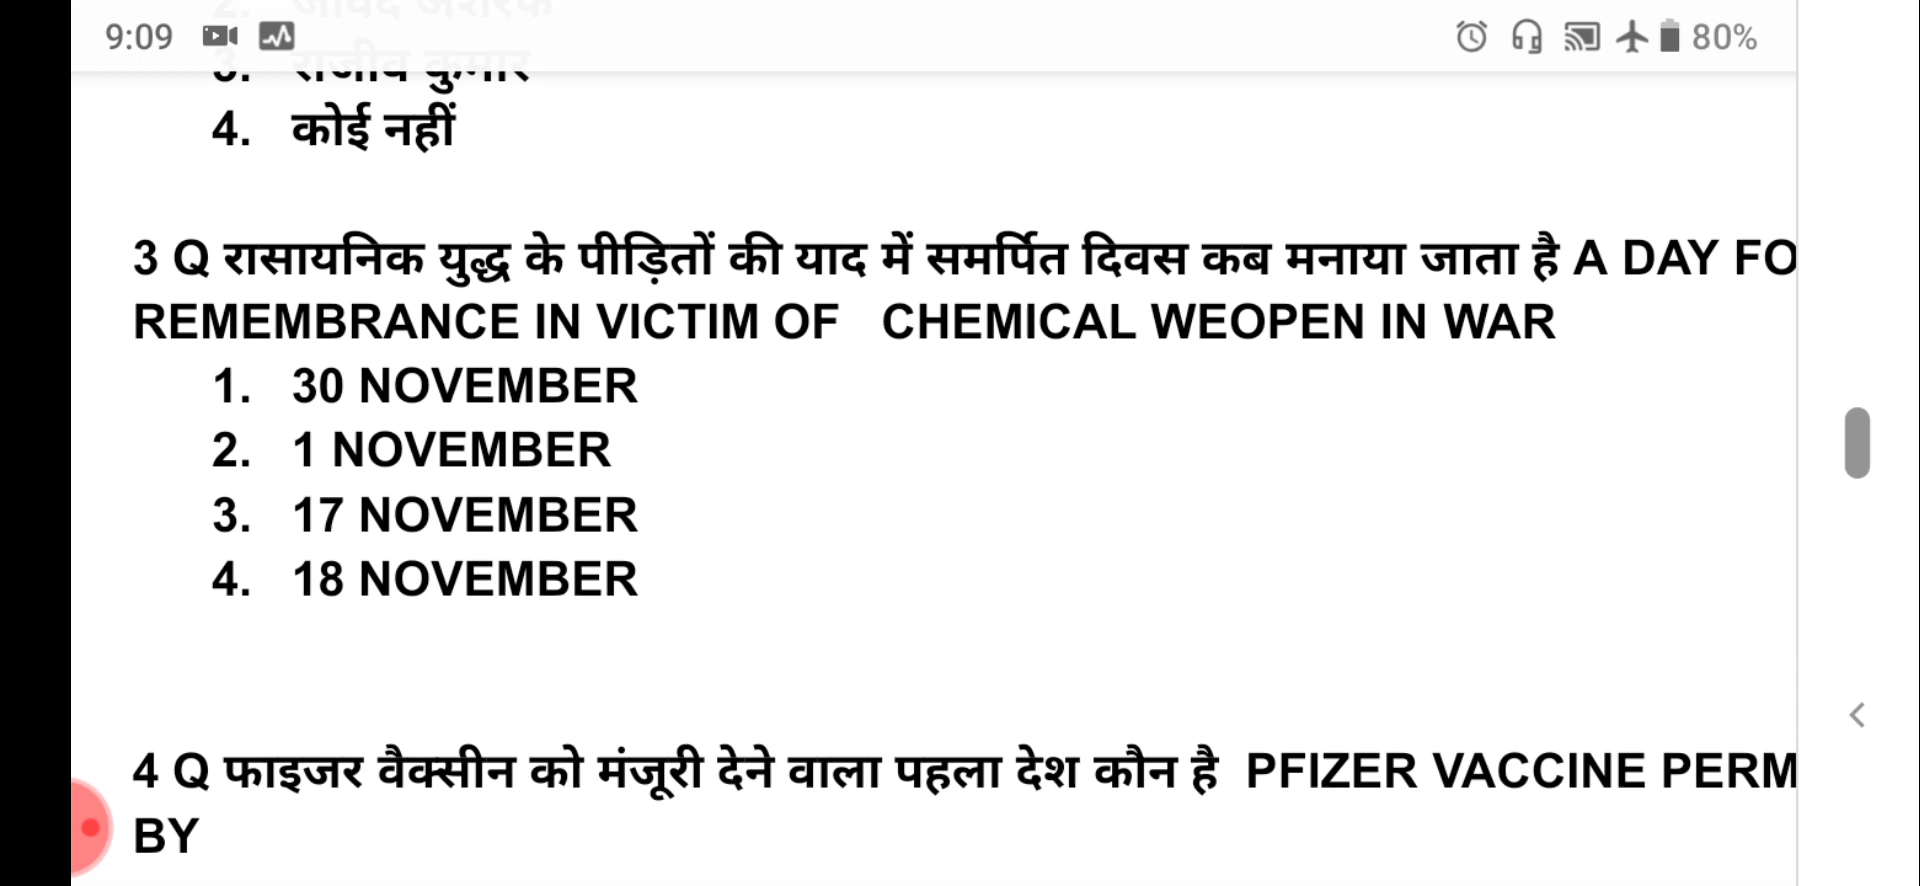 9:09 80%
4. कोई नहीं
3 Q रासायनिक युद्ध के पीड़ितों की याद में समर्पित दिवस कब मनाया जाता है A DAY FO
REMEMBRANCE IN VICTIM OF CHEMICAL WEOPEN IN WAR
1. 30 NOVEMBER
2. 1 NOVEMBER
3. 17 NOVEMBER
4. 18 NOVEMBER
4 Q फाइजर वैक्सीन को मंजूरी देने वाला पहला देश कौन है PFIZER VACCINE PERM
BY